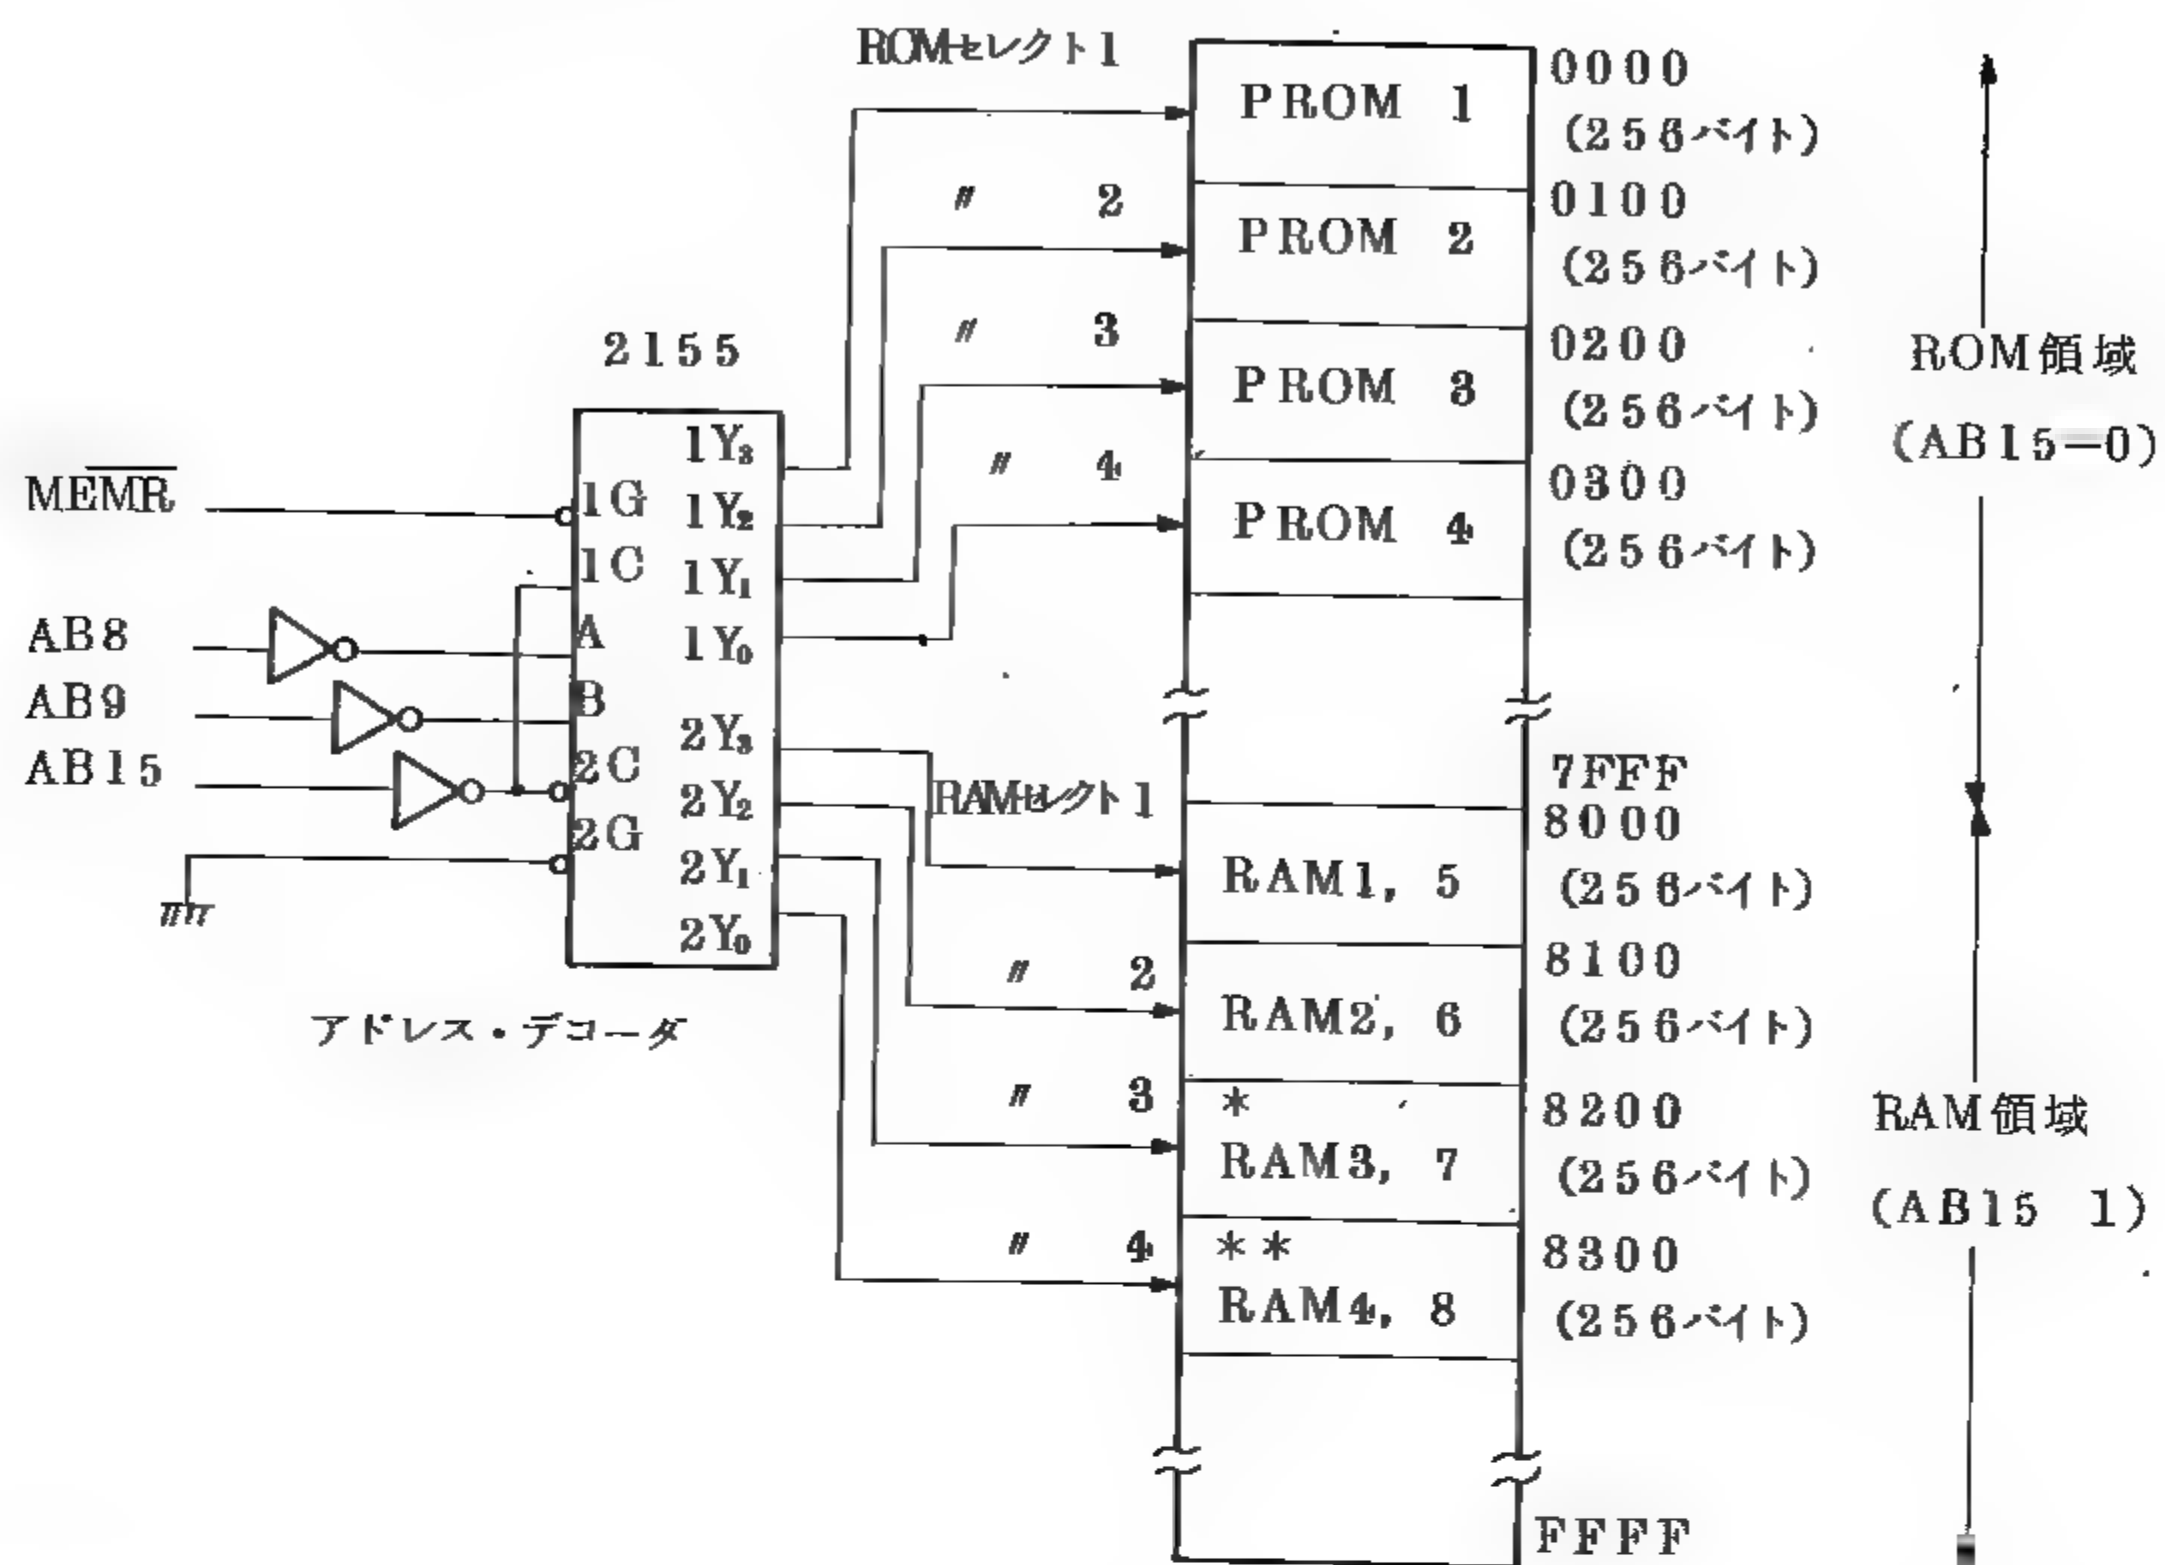 ROMセレクト1
PROM 1
0000
(256バイト)
〃 2
PROM 2
0100
(256バイト)
〃 3
PROM 3
0200
(256バイト)
〃 4
PROM 4
0300
(256バイト)
ROM領域
(AB15=0)
2155
MEMR
AB8
AB9
AB15
1G
1C
A
B
2C
2G
1Y₃
1Y₂
1Y₁
1Y₀
2Y₃
2Y₂
2Y₁
2Y₀
アドレス・デコーダ
7FFF
RAMセレクト1
RAM1, 5
8000
(256バイト)
〃 2
RAM2, 6
8100
(256バイト)
〃 3
*
RAM3, 7
8200
(256バイト)
〃 4
**
RAM4, 8
8300
(256バイト)
RAM領域
(AB15 1)
FFFF